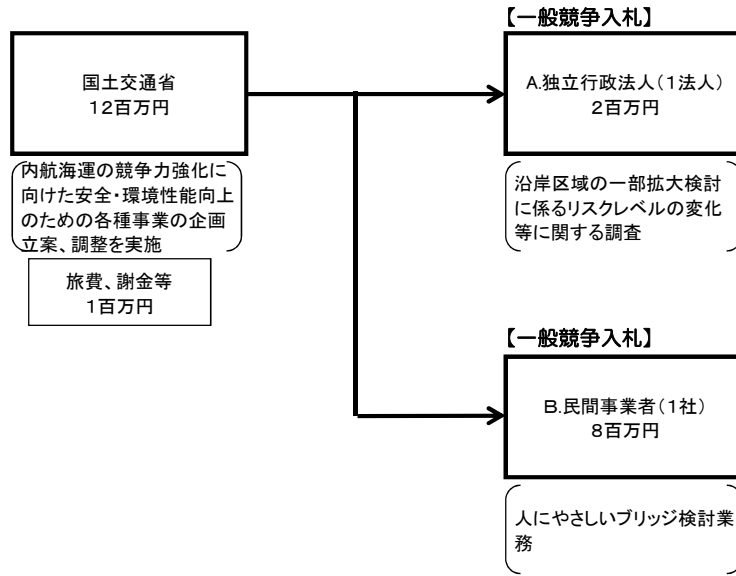 国土交通省
１２百万円
内航海運の競争力強化に
向けた安全・環境性能向上
のための各種事業の企画
立案、調整を実施
旅費、謝金等
１百万円
【一般競争入札】
Ａ.独立行政法人（１法人）
２百万円
沿岸区域の一部拡大検討
に係るリスクレベルの変化
等に関する調査
【一般競争入札】
Ｂ.民間事業者（１社）
８百万円
人にやさしいブリッジ検討業
務